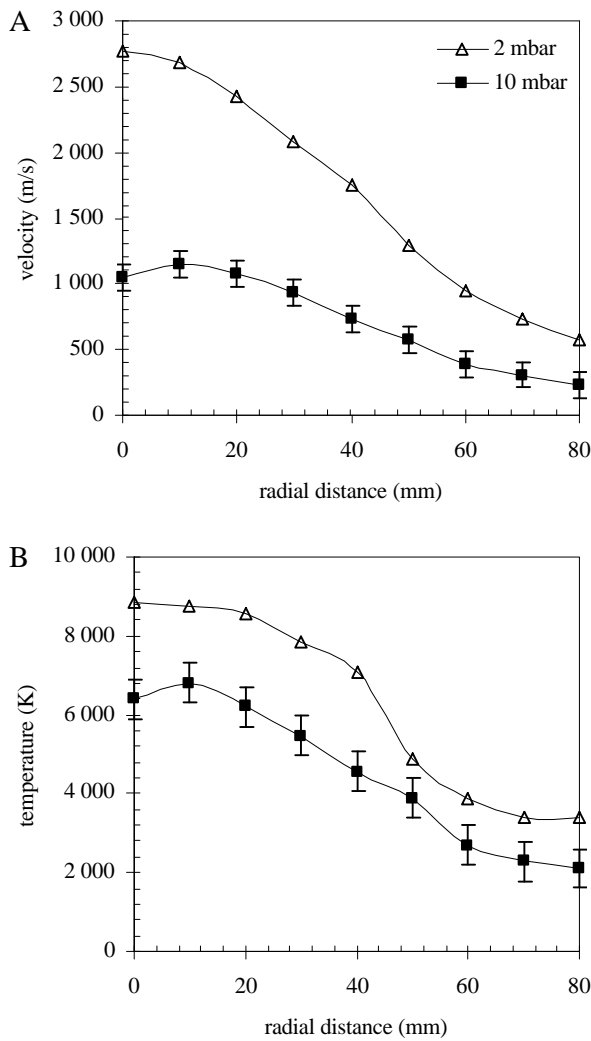 A
3 000
2 500
2 000
1 500
1 000
500
0
velocity (m/s)
2 mbar
10 mbar
0 20 40 60 80
radial distance (mm)
B
10 000
8 000
6 000
4 000
2 000
0
temperature (K)
0 20 40 60 80
radial distance (mm)